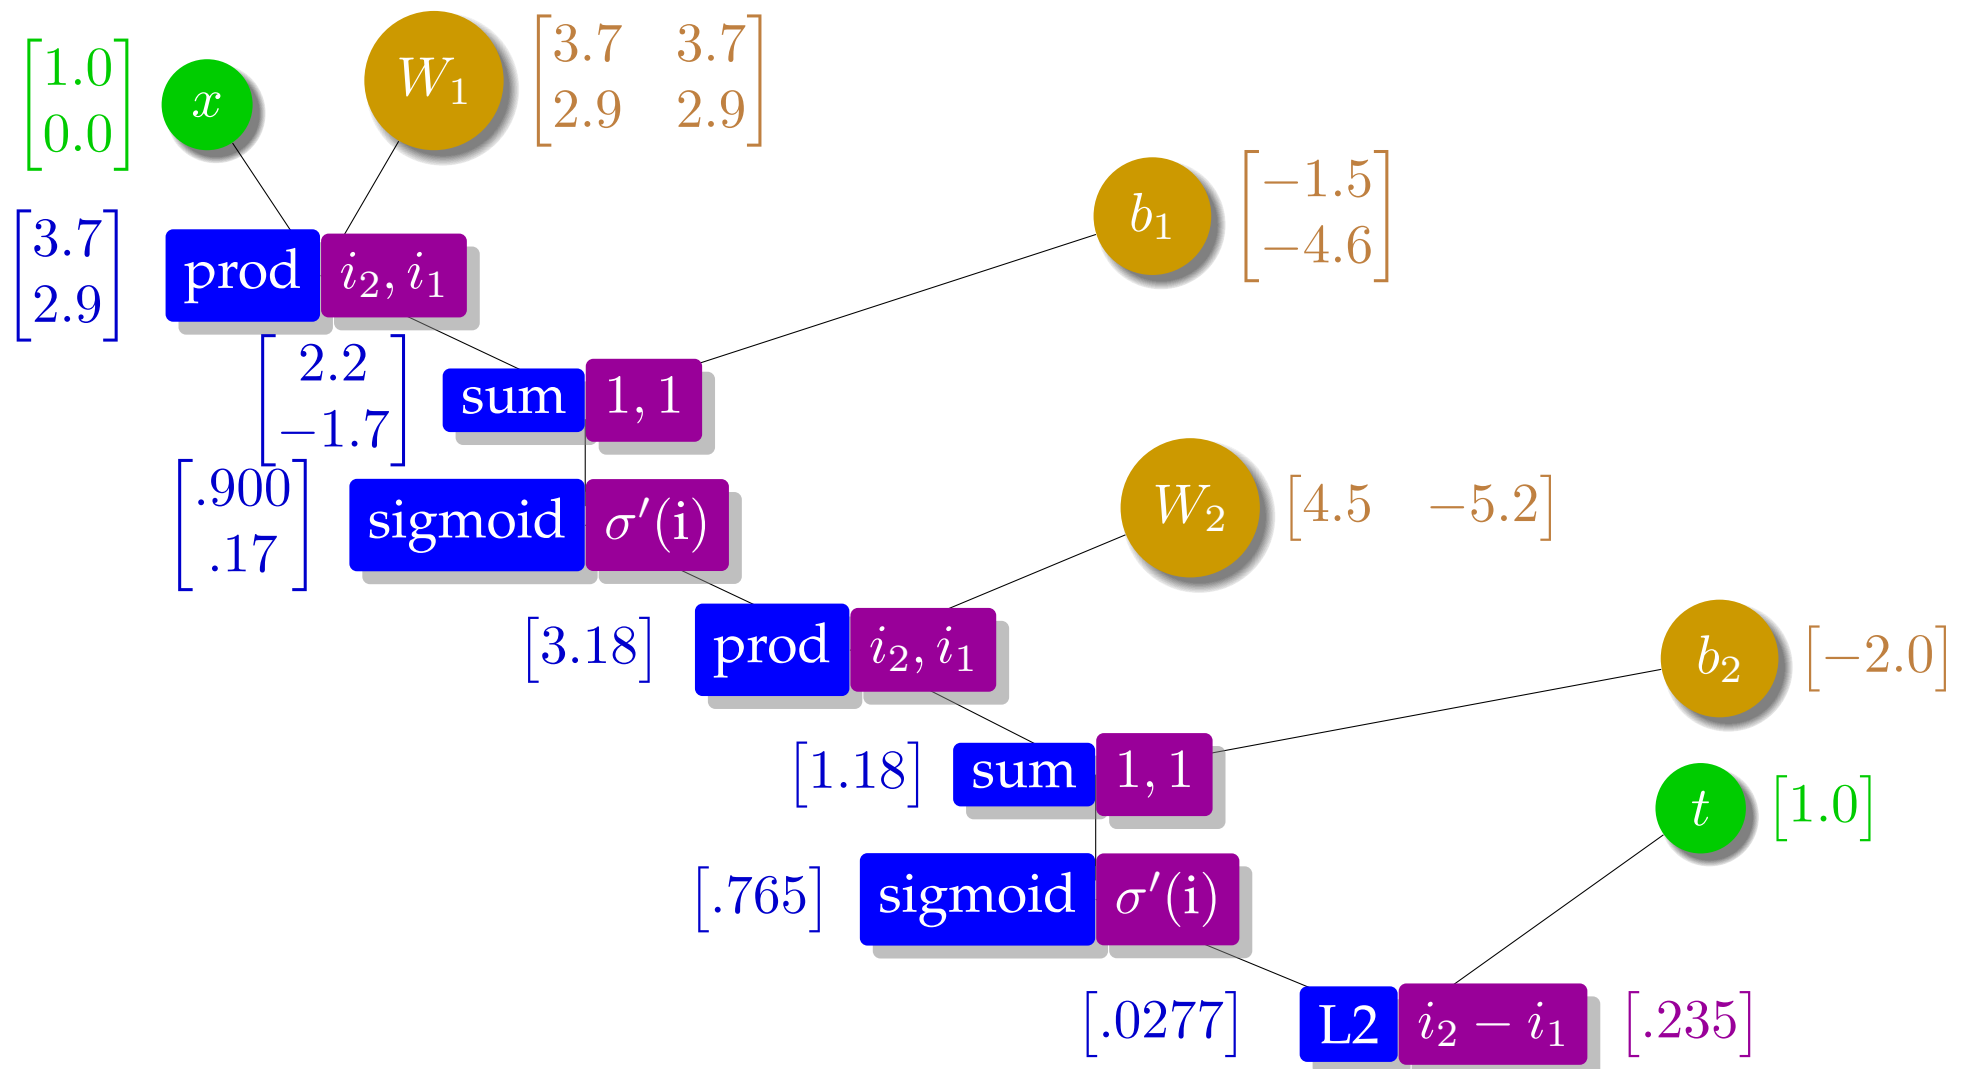 [1.0
0.0]
x
W₁
[3.7 3.7
2.9 2.9]
b₁
[−1.5
−4.6]
[3.7
2.9]
prod i₂, i₁
[2.2
−1.7]
sum 1, 1
[.900
.17]
sigmoid σ′(i)
W₂
[4.5 −5.2]
[3.18]
prod i₂, i₁
b₂
[−2.0]
[1.18]
sum 1, 1
t
[1.0]
[.765]
sigmoid σ′(i)
[.0277]
L2 i₂ − i₁
[.235]